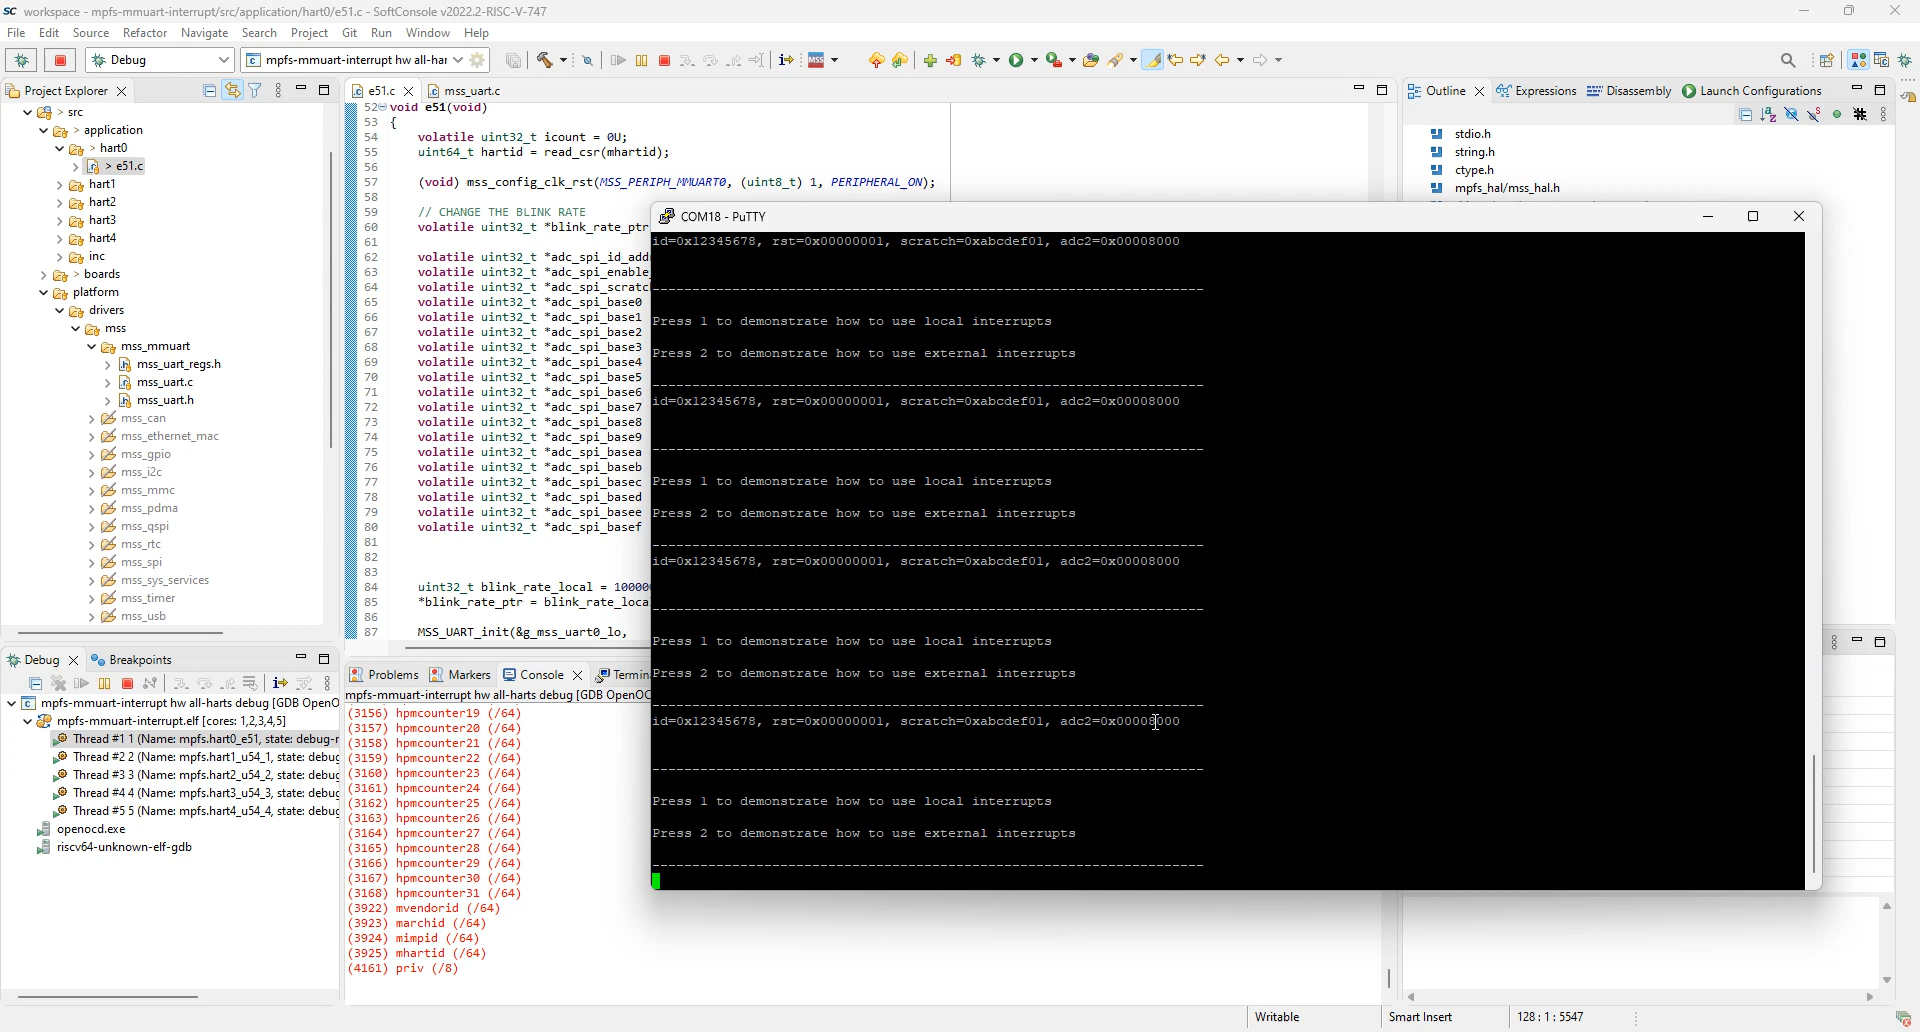 workspace - mpfs-mmuart-interrupt/src/application/hart0/e51.c - SoftConsole v2022.2-RISC-V-747
File Edit Source Refactor Navigate Search Project Git Run Window Help
Debug
mpfs-mmuart-interrupt hw all-har
MSS
Project Explorer
> src
> application
> hart0
> e51.c
hart1
hart2
hart3
hart4
inc
> boards
platform
drivers
mss
mss_mmuart
mss_uart_regs.h
mss_uart.c
mss_uart.h
mss_can
mss_ethernet_mac
mss_gpio
mss_i2c
mss_mmc
mss_pdma
mss_qspi
mss_rtc
mss_spi
mss_sys_services
mss_timer
mss_usb
e51.c
mss_uart.c
52 void e51(void)
53 {
54 volatile uint32_t icount = 0U;
55 uint64_t hartid = read_csr(mhartid);
56
57 (void) mss_config_clk_rst(MSS_PERIPH_MMUART0, (uint8_t) 1, PERIPHERAL_ON);
58
59 // CHANGE THE BLINK RATE
60 volatile uint32_t *blink_rate_ptr
61
62 volatile uint32_t *adc_spi_id_add
63 volatile uint32_t *adc_spi_enable
64 volatile uint32_t *adc_spi_scratc
65 volatile uint32_t *adc_spi_base0
66 volatile uint32_t *adc_spi_base1
67 volatile uint32_t *adc_spi_base2
68 volatile uint32_t *adc_spi_base3
69 volatile uint32_t *adc_spi_base4
70 volatile uint32_t *adc_spi_base5
71 volatile uint32_t *adc_spi_base6
72 volatile uint32_t *adc_spi_base7
73 volatile uint32_t *adc_spi_base8
74 volatile uint32_t *adc_spi_base9
75 volatile uint32_t *adc_spi_basea
76 volatile uint32_t *adc_spi_baseb
77 volatile uint32_t *adc_spi_basec
78 volatile uint32_t *adc_spi_based
79 volatile uint32_t *adc_spi_basee
80 volatile uint32_t *adc_spi_basef
81
82
83
84 uint32_t blink_rate_local = 10000
85 *blink_rate_ptr = blink_rate_loca
86
87 MSS_UART_init(&g_mss_uart0_lo,
Outline Expressions Disassembly Launch Configurations
stdio.h
string.h
ctype.h
mpfs_hal/mss_hal.h
COM18 - PuTTY
id=0x12345678, rst=0x00000001, scratch=0xabcdef01, adc2=0x00008000
Press 1 to demonstrate how to use local interrupts
Press 2 to demonstrate how to use external interrupts
id=0x12345678, rst=0x00000001, scratch=0xabcdef01, adc2=0x00008000
Press 1 to demonstrate how to use local interrupts
Press 2 to demonstrate how to use external interrupts
id=0x12345678, rst=0x00000001, scratch=0xabcdef01, adc2=0x00008000
Press 1 to demonstrate how to use local interrupts
Press 2 to demonstrate how to use external interrupts
id=0x12345678, rst=0x00000001, scratch=0xabcdef01, adc2=0x00008000
Press 1 to demonstrate how to use local interrupts
Press 2 to demonstrate how to use external interrupts
Debug Breakpoints
mpfs-mmuart-interrupt hw all-harts debug [GDB OpenO
mpfs-mmuart-interrupt.elf [cores: 1,2,3,4,5]
Thread #1 1 (Name: mpfs.hart0_e51, state: debug-r
Thread #2 2 (Name: mpfs.hart1_u54_1, state: debug
Thread #3 3 (Name: mpfs.hart2_u54_2, state: debug
Thread #4 4 (Name: mpfs.hart3_u54_3, state: debug
Thread #5 5 (Name: mpfs.hart4_u54_4, state: debug
openocd.exe
riscv64-unknown-elf-gdb
Problems Markers Console Termin
mpfs-mmuart-interrupt hw all-harts debug [GDB OpenOC
(3156) hpmcounter19 (/64)
(3157) hpmcounter20 (/64)
(3158) hpmcounter21 (/64)
(3159) hpmcounter22 (/64)
(3160) hpmcounter23 (/64)
(3161) hpmcounter24 (/64)
(3162) hpmcounter25 (/64)
(3163) hpmcounter26 (/64)
(3164) hpmcounter27 (/64)
(3165) hpmcounter28 (/64)
(3166) hpmcounter29 (/64)
(3167) hpmcounter30 (/64)
(3168) hpmcounter31 (/64)
(3922) mvendorid (/64)
(3923) marchid (/64)
(3924) mimpid (/64)
(3925) mhartid (/64)
(4161) priv (/8)
Writable Smart Insert 128 : 1 : 5547